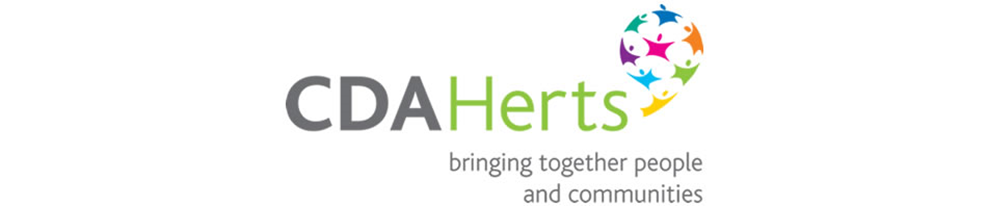 CDAHerts
bringing together people
and communities